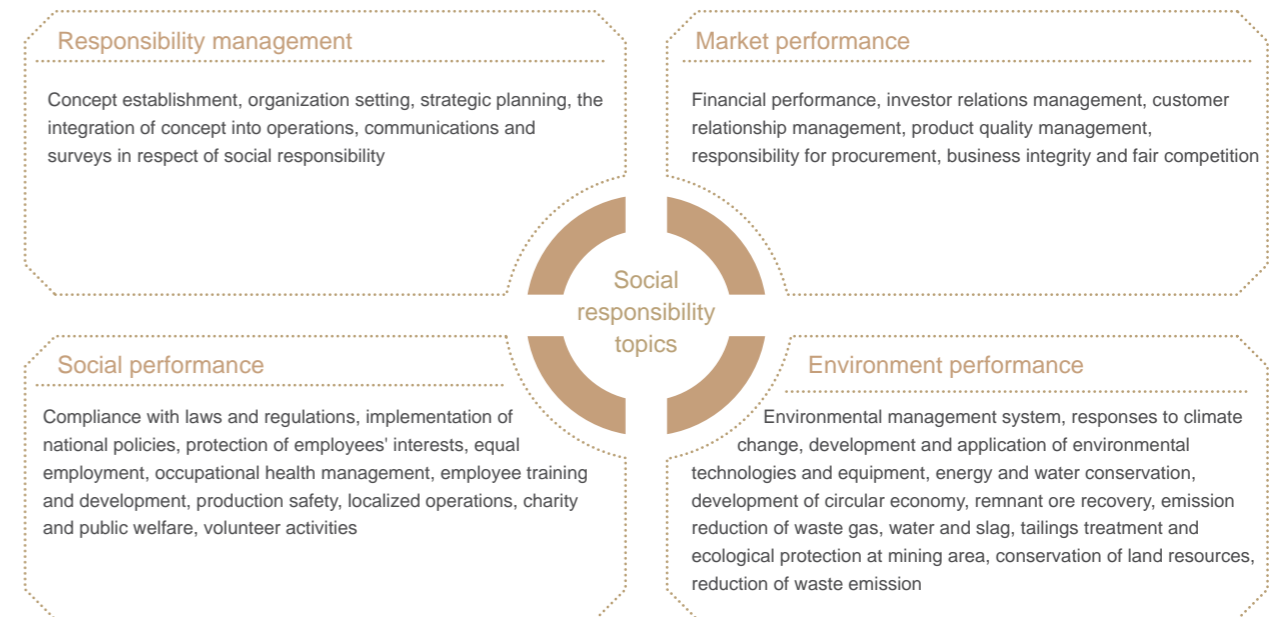 Responsibility management
Concept establishment, organization setting, strategic planning, the
integration of concept into operations, communications and
surveys in respect of social responsibility
Market performance
Financial performance, investor relations management, customer
relationship management, product quality management,
responsibility for procurement, business integrity and fair competition
Social
responsibility
topics
Social performance
Compliance with laws and regulations, implementation of
national policies, protection of employees' interests, equal
employment, occupational health management, employee training
and development, production safety, localized operations, charity
and public welfare, volunteer activities
Environment performance
Environmental management system, responses to climate
change, development and application of environmental
technologies and equipment, energy and water conservation,
development of circular economy, remnant ore recovery, emission
reduction of waste gas, water and slag, tailings treatment and
ecological protection at mining area, conservation of land resources,
reduction of waste emission